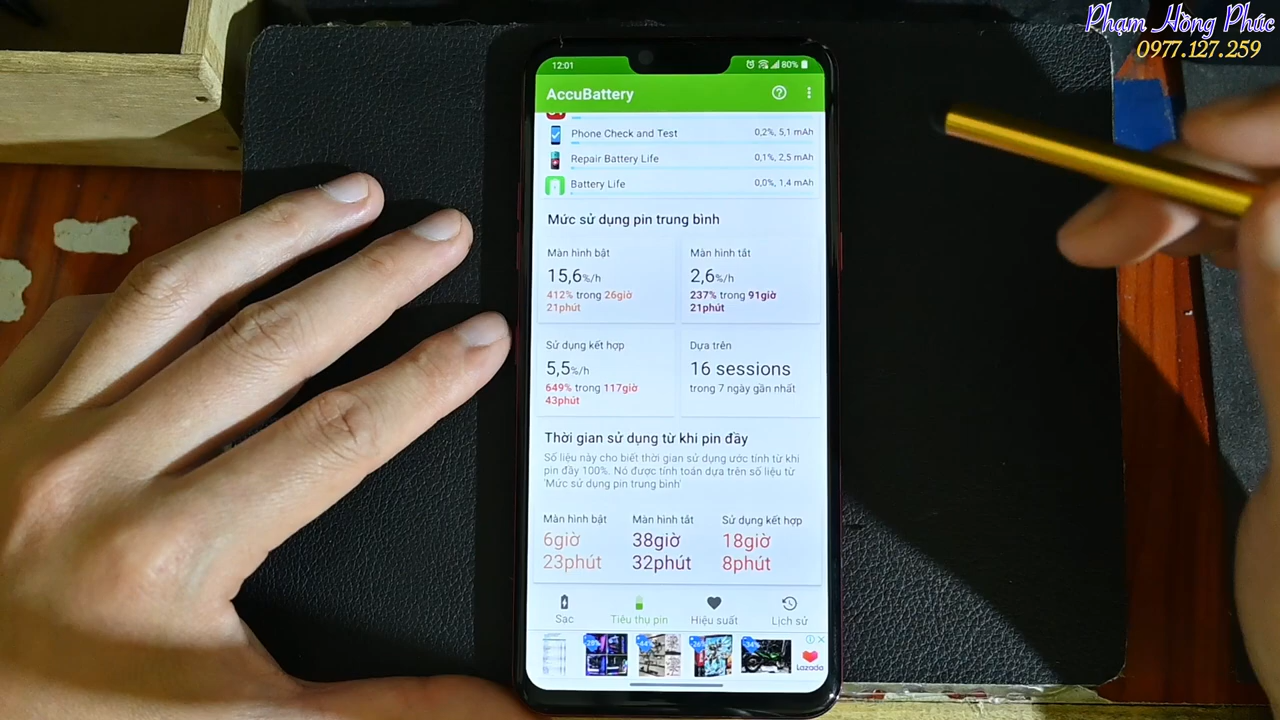 Phạm Hồng Phúc
0977.127.259
12:01
80%
AccuBattery
Phone Check and Test
0,2%, 5,1 mAh
Repair Battery Life
0,1%, 2,5 mAh
Battery Life
0,0%, 1,4 mAh
Mức sử dụng pin trung bình
Màn hình bật
15,6%/h
412% trong 26giờ
21phút
Màn hình tắt
2,6%/h
237% trong 91giờ
21phút
Sử dụng kết hợp
5,5%/h
649% trong 117giờ
43phút
Dựa trên
16 sessions
trong 7 ngày gần nhất
Thời gian sử dụng từ khi pin đầy
Số liệu này cho biết thời gian sử dụng ước tính từ khi
pin đầy 100%. Nó được tính toán dựa trên số liệu từ
'Mức sử dụng pin trung bình'
Màn hình bật
6giờ
23phút
Màn hình tắt
38giờ
32phút
Sử dụng kết hợp
18giờ
8phút
Sạc
Tiêu thụ pin
Hiệu suất
Lịch sử
Lazada